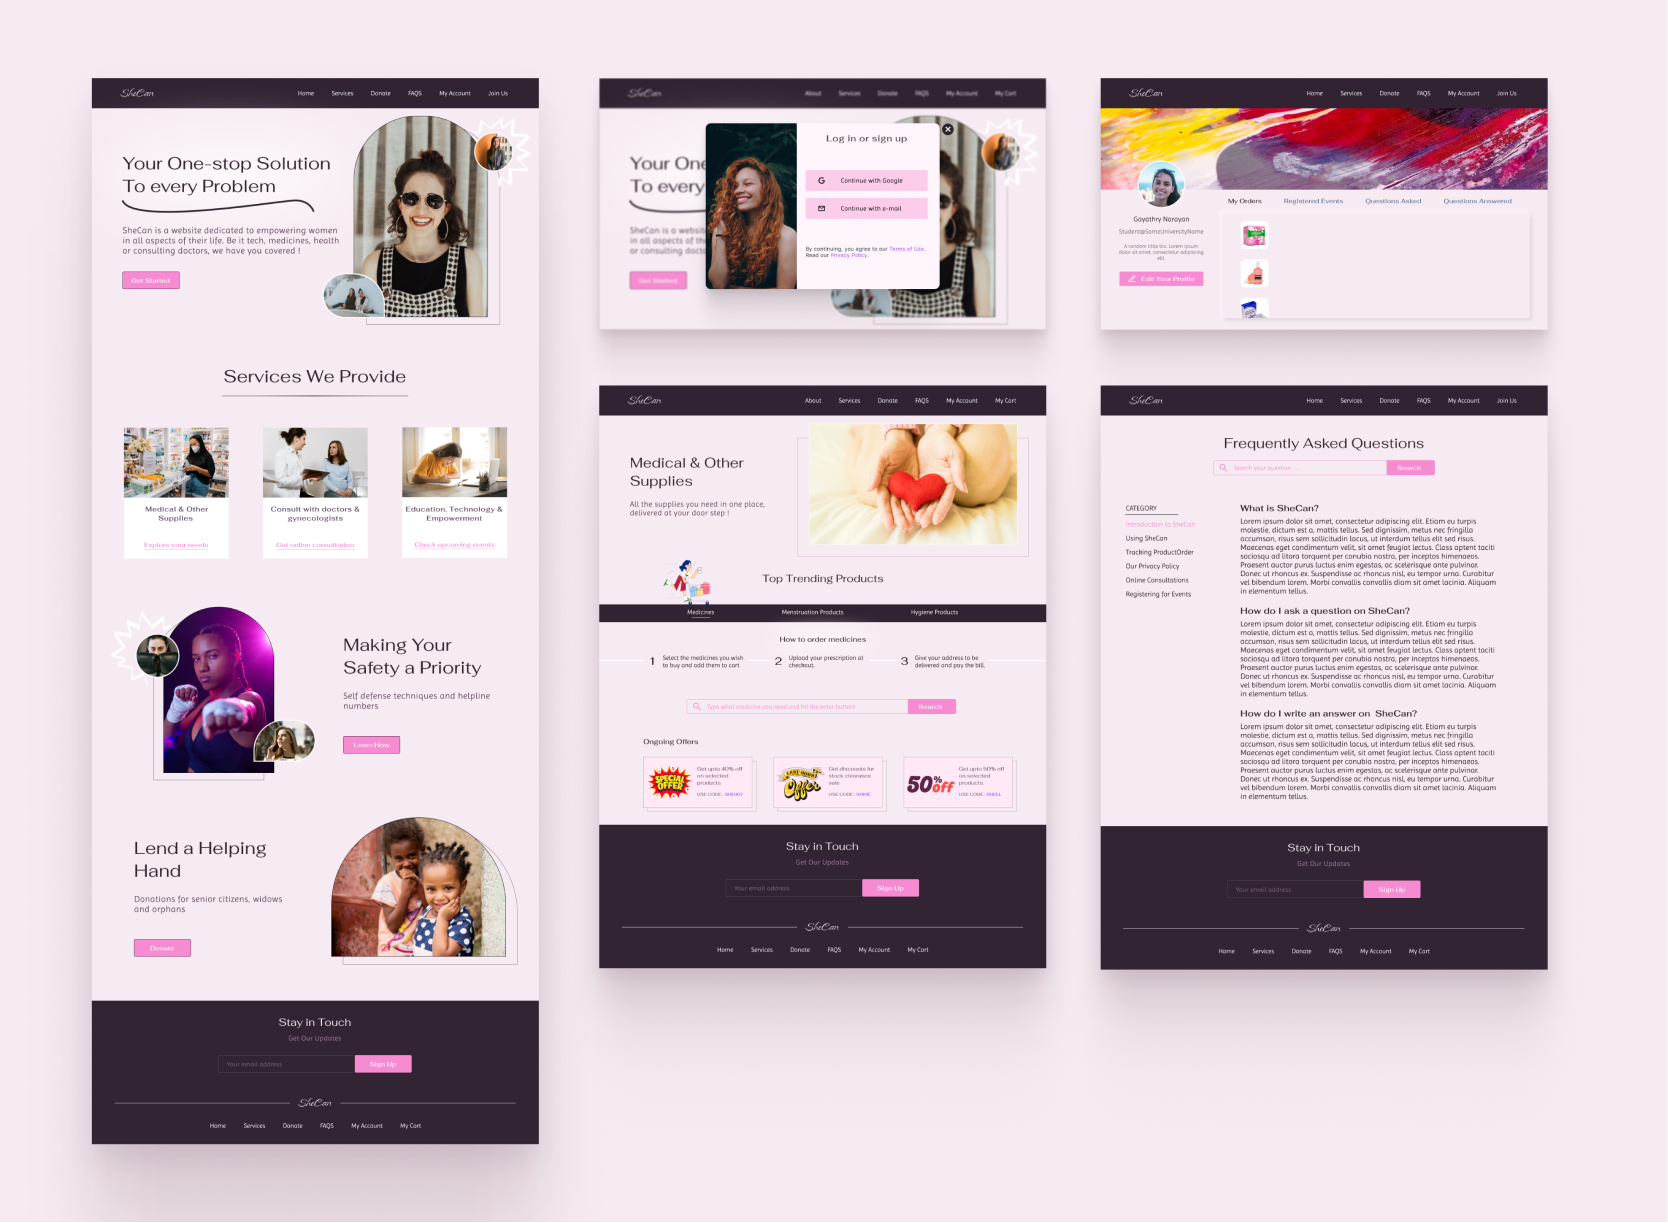 SheCan
Home Services Donate FAQS My Account Join Us
Your One-stop Solution
To every Problem
SheCan is a website dedicated to empowering women
in all aspects of their life. Be it tech, medicines, health
or consulting doctors, we have you covered !
Get Started
Services We Provide
Medical & Other
Supplies
Explore your needs
Consult with doctors &
gynecologists
Get online consultation
Education, Technology &
Empowerment
Check upcoming events
Making Your
Safety a Priority
Self defense techniques and helpline
numbers
Learn How
Lend a Helping
Hand
Donations for senior citizens, widows
and orphans
Donate
Stay in Touch
Get Our Updates
Your email address
Sign Up
SheCan
Home Services Donate FAQS My Account My Cart
SheCan
About Services Donate FAQS My Account My Cart
Your One
To every
SheCan is a websit
in all aspects of th
or consulting docto
Get Started
Log in or sign up
Continue with Google
Continue with e-mail
By continuing, you agree to our Terms of Use.
Read our Privacy Policy.
SheCan
Home Services Donate FAQS My Account Join Us
Gayathry Narayan
Student@SomeUniversityName
A random little bio. Lorem ipsum
dolor sit amet, consectetur adipiscing
elit.
Edit Your Profile
My Orders Registered Events Questions Asked Questions Answered
SheCan
About Services Donate FAQS My Account My Cart
Medical & Other
Supplies
All the supplies you need in one place,
delivered at your door step !
Top Trending Products
Medicines Menstruation Products Hygiene Products
How to order medicines
1 Select the medicines you wish
to buy and add them to cart
2 Upload your prescription at
checkout.
3 Give your address to be
delivered and pay the bill.
Type what medicine you need and hit the enter button!
Search
Ongoing Offers
SPECIAL
OFFER
Get upto 40% off
on selected
products
USE CODE : SHE007
LAST MINUTE
Offer
Get discounts for
stock clearance
sale
USE CODE : SHINE
50% off
Get upto 50% off
on selected
products.
USE CODE : SHELL
Stay in Touch
Get Our Updates
Your email address
Sign Up
SheCan
Home Services Donate FAQS My Account My Cart
SheCan
Home Services Donate FAQS My Account Join Us
Frequently Asked Questions
Search your question ...
Search
CATEGORY
Introduction to SheCan
Using SheCan
Tracking ProductOrder
Our Privacy Policy
Online Consultations
Registering for Events
What is SheCan?
Lorem ipsum dolor sit amet, consectetur adipiscing elit. Etiam eu turpis
molestie, dictum est a, mattis tellus. Sed dignissim, metus nec fringilla
accumsan, risus sem sollicitudin lacus, ut interdum tellus elit sed risus.
Maecenas eget condimentum velit, sit amet feugiat lectus. Class aptent taciti
sociosqu ad litora torquent per conubia nostra, per inceptos himenaeos.
Praesent auctor purus luctus enim egestas, ac scelerisque ante pulvinar.
Donec ut rhoncus ex. Suspendisse ac rhoncus nisl, eu tempor urna. Curabitur
vel bibendum lorem. Morbi convallis convallis diam sit amet lacinia. Aliquam
in elementum tellus.
How do I ask a question on SheCan?
Lorem ipsum dolor sit amet, consectetur adipiscing elit. Etiam eu turpis
molestie, dictum est a, mattis tellus. Sed dignissim, metus nec fringilla
accumsan, risus sem sollicitudin lacus, ut interdum tellus elit sed risus.
Maecenas eget condimentum velit, sit amet feugiat lectus. Class aptent taciti
sociosqu ad litora torquent per conubia nostra, per inceptos himenaeos.
Praesent auctor purus luctus enim egestas, ac scelerisque ante pulvinar.
Donec ut rhoncus ex. Suspendisse ac rhoncus nisl, eu tempor urna. Curabitur
vel bibendum lorem. Morbi convallis convallis diam sit amet lacinia. Aliquam
in elementum tellus.
How do I write an answer on SheCan?
Lorem ipsum dolor sit amet, consectetur adipiscing elit. Etiam eu turpis
molestie, dictum est a, mattis tellus. Sed dignissim, metus nec fringilla
accumsan, risus sem sollicitudin lacus, ut interdum tellus elit sed risus.
Maecenas eget condimentum velit, sit amet feugiat lectus. Class aptent taciti
sociosqu ad litora torquent per conubia nostra, per inceptos himenaeos.
Praesent auctor purus luctus enim egestas, ac scelerisque ante pulvinar.
Donec ut rhoncus ex. Suspendisse ac rhoncus nisl, eu tempor urna. Curabitur
vel bibendum lorem. Morbi convallis convallis diam sit amet lacinia. Aliquam
in elementum tellus.
Stay in Touch
Get Our Updates
Your email address
Sign Up
SheCan
Home Services Donate FAQS My Account My Cart